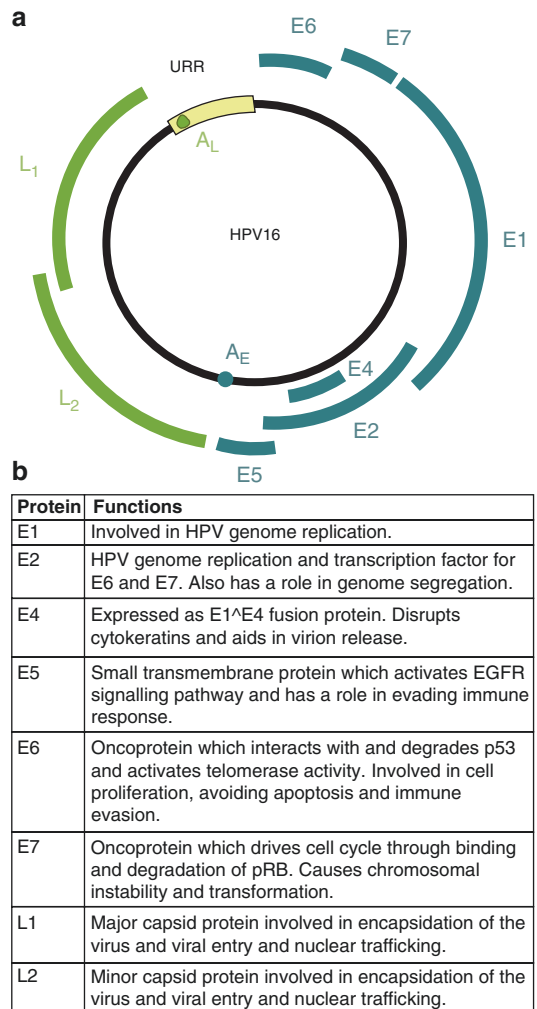 a
E6
E7
URR
A_L
L_1
HPV16
E1
A_E
E4
L_2
E2
E5
b
Protein Functions
E1 Involved in HPV genome replication.
E2 HPV genome replication and transcription factor for
E6 and E7. Also has a role in genome segregation.
E4 Expressed as E1^E4 fusion protein. Disrupts
cytokeratins and aids in virion release.
E5 Small transmembrane protein which activates EGFR
signalling pathway and has a role in evading immune
response.
E6 Oncoprotein which interacts with and degrades p53
and activates telomerase activity. Involved in cell
proliferation, avoiding apoptosis and immune
evasion.
E7 Oncoprotein which drives cell cycle through binding
and degradation of pRB. Causes chromosomal
instability and transformation.
L1 Major capsid protein involved in encapsidation of the
virus and viral entry and nuclear trafficking.
L2 Minor capsid protein involved in encapsidation of the
virus and viral entry and nuclear trafficking.